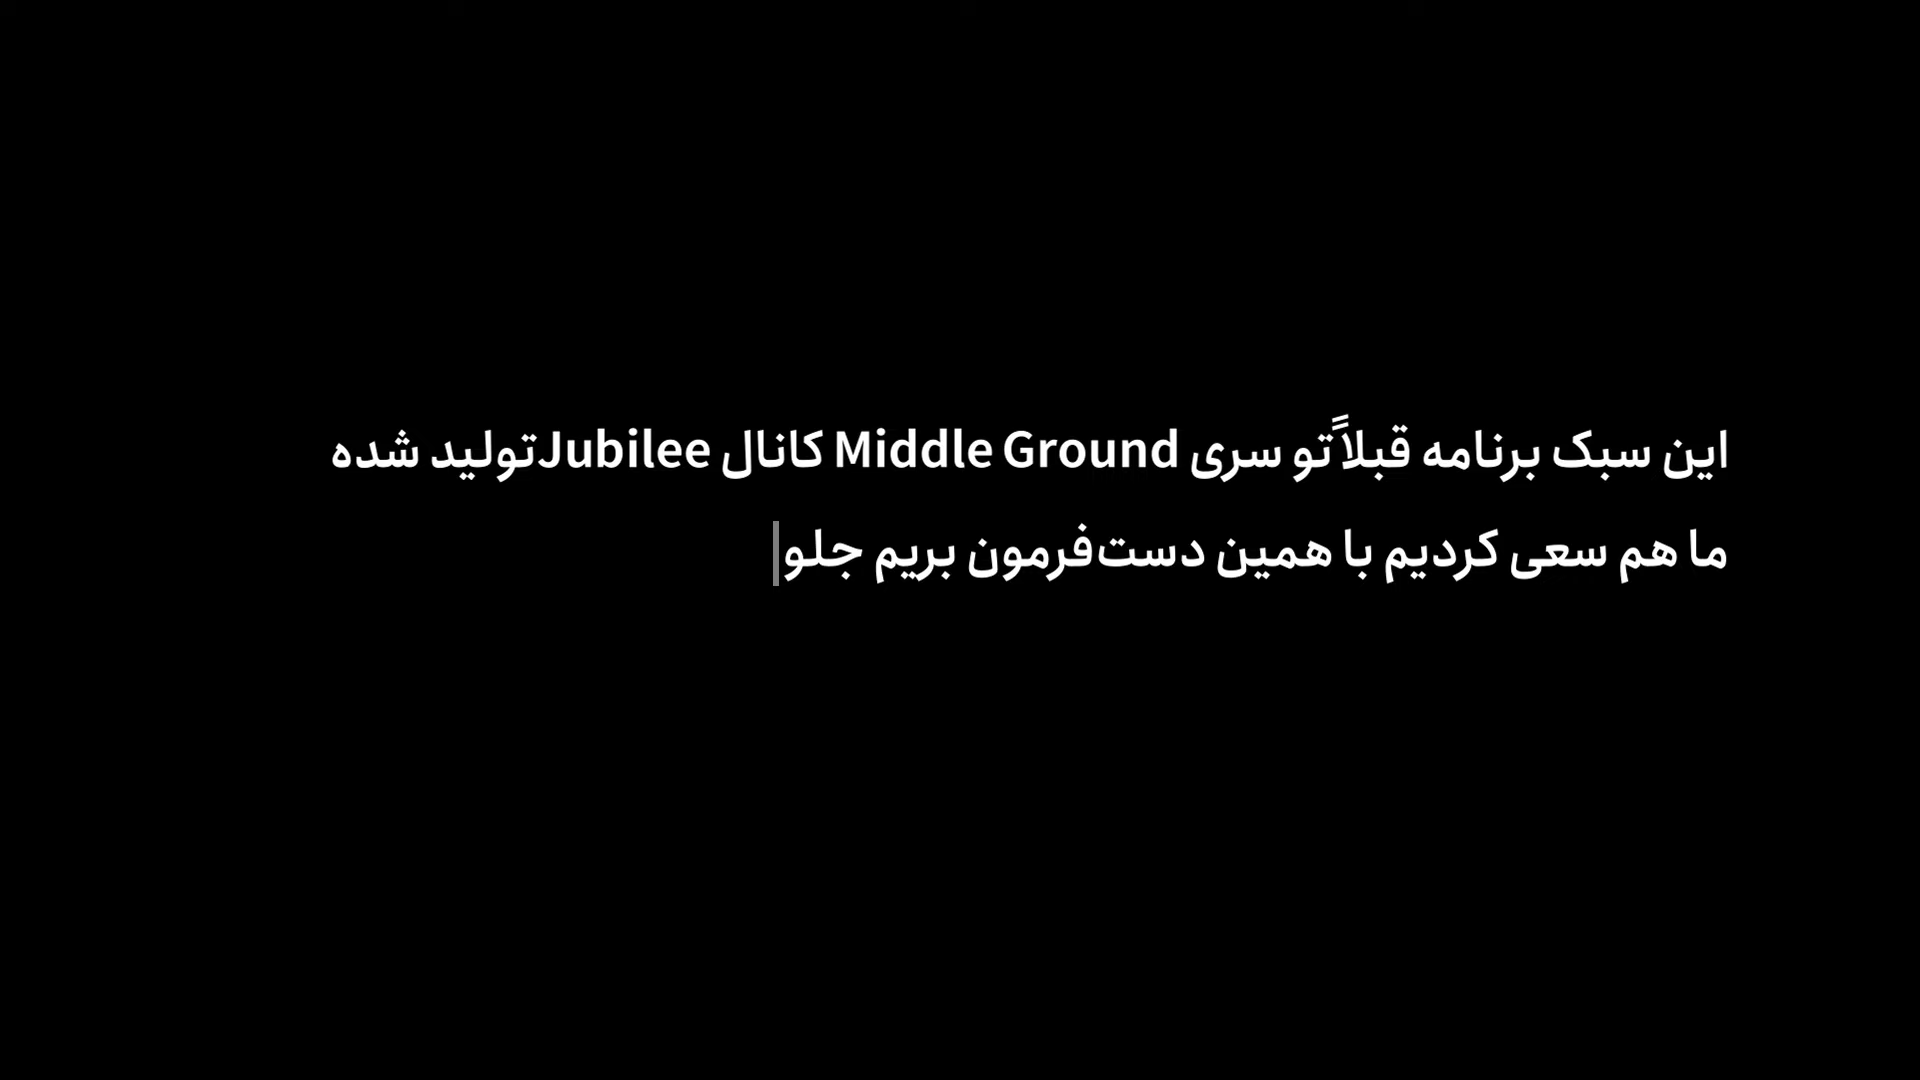 این سبک برنامه قبلاً تو سری Middle Ground کانال Jubilee تولید شده
ما هم سعی کردیم با همین دست‌فرمون بریم جلو